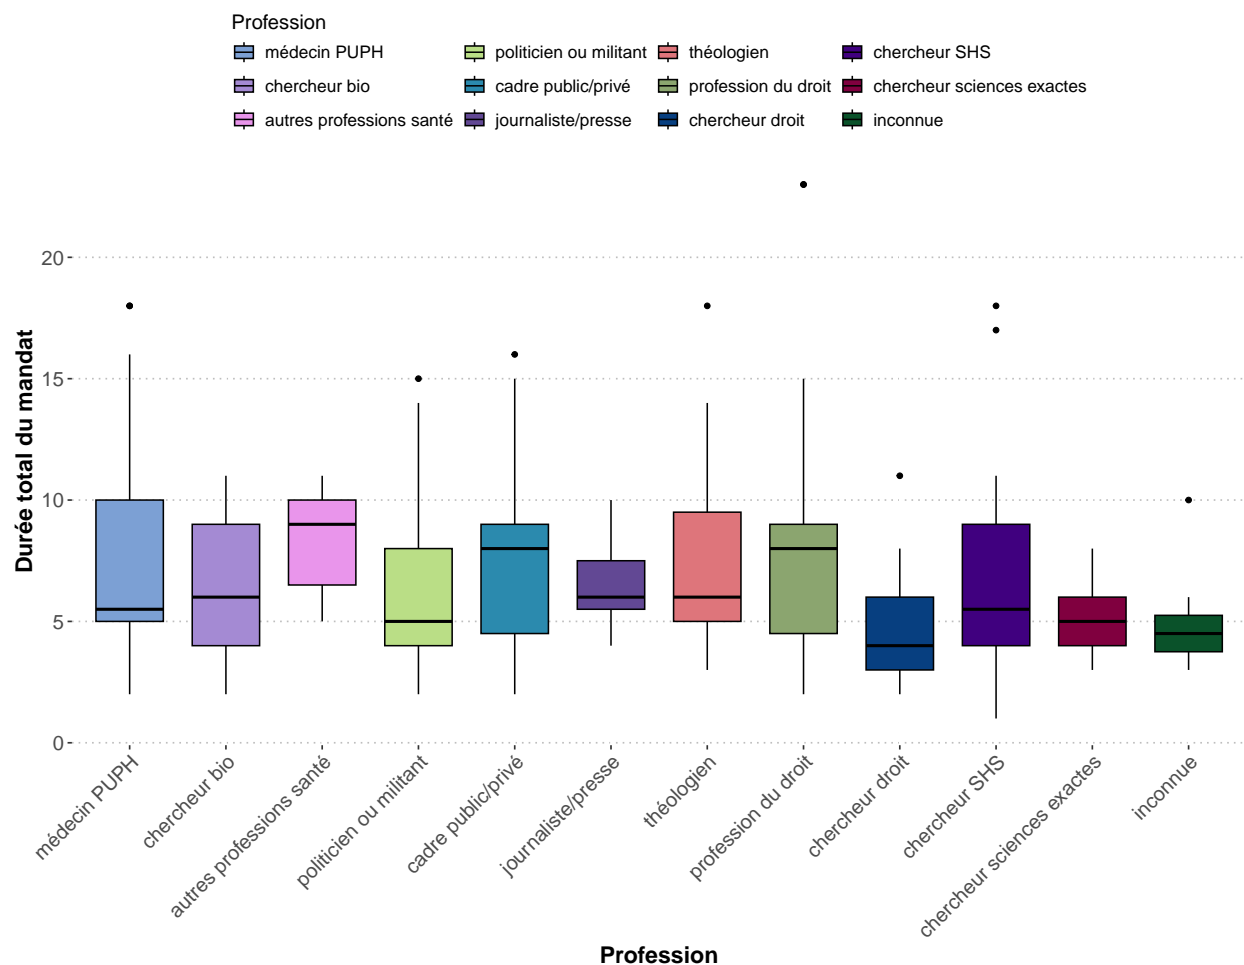 Profession
médecin PUPH politicien ou militant théologien chercheur SHS
chercheur bio cadre public/privé profession du droit chercheur sciences exactes
autres professions santé journaliste/presse chercheur droit inconnue
Durée total du mandat
20
15
10
5
0
médecin PUPH
chercheur bio
autres professions santé
politicien ou militant
cadre public/privé
journaliste/presse
théologien
profession du droit
chercheur droit
chercheur SHS
chercheur sciences exactes
inconnue
Profession